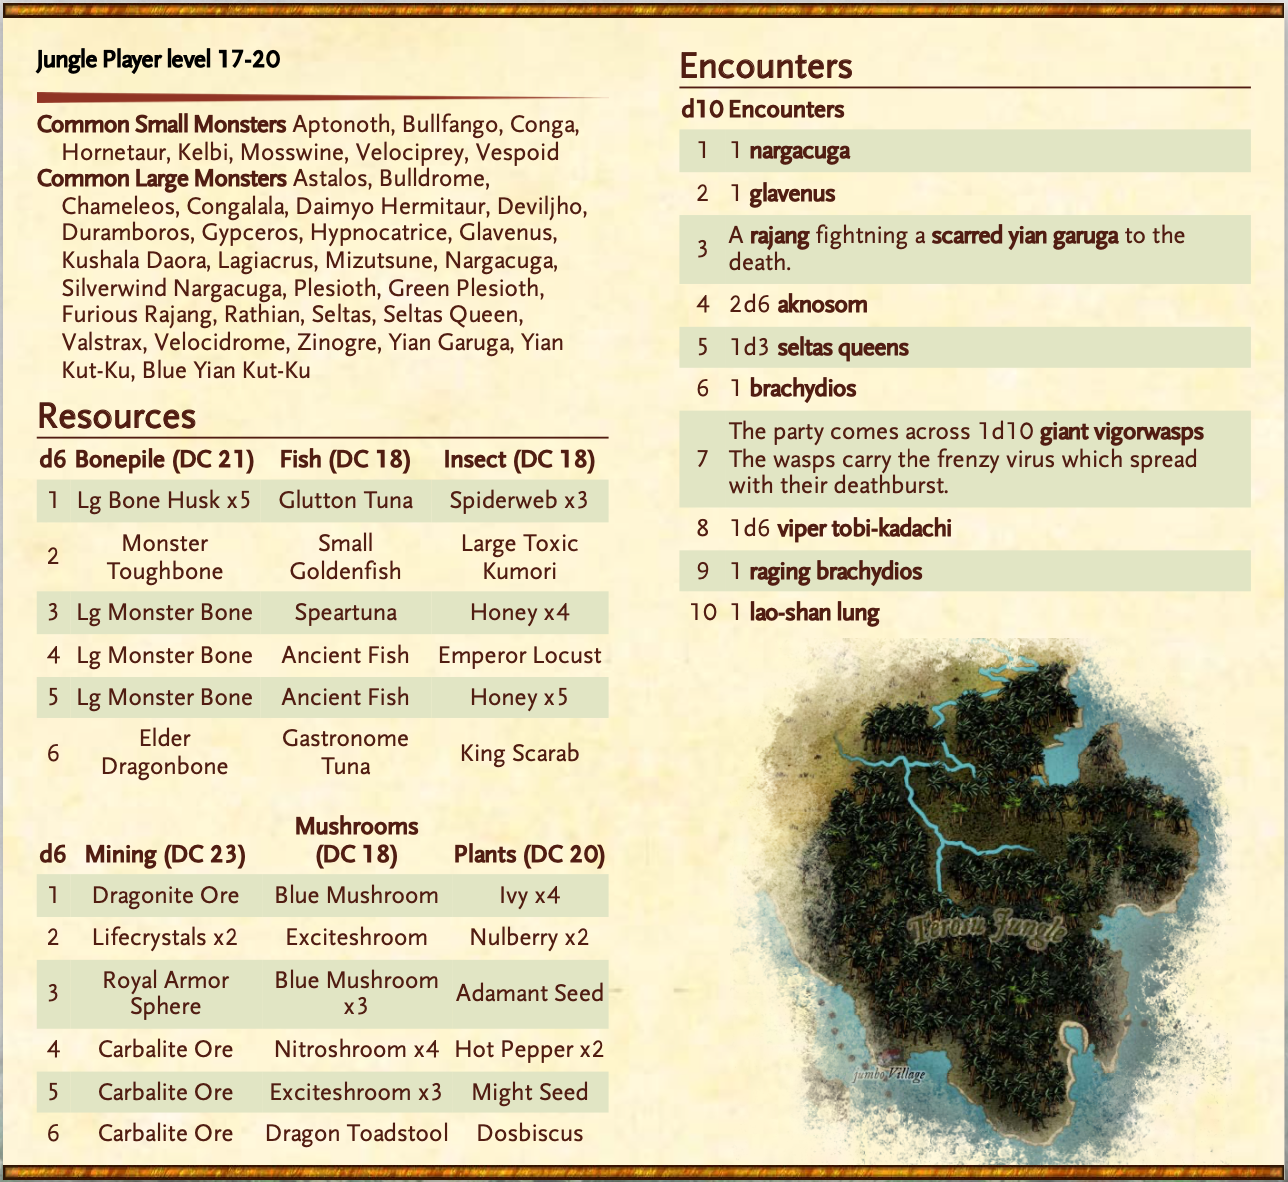 Jungle Player level 17-20
Common Small Monsters Aptonoth, Bullfango, Conga,
Hornetaur, Kelbi, Mosswine, Velociprey, Vespoid
Common Large Monsters Astalos, Bulldrome,
Chameleos, Congalala, Daimyo Hermitaur, Deviljho,
Duramboros, Gypceros, Hypnocatrice, Glavenus,
Kushala Daora, Lagiacrus, Mizutsune, Nargacuga,
Silverwind Nargacuga, Plesioth, Green Plesioth,
Furious Rajang, Rathian, Seltas, Seltas Queen,
Valstrax, Velocidrome, Zinogre, Yian Garuga, Yian
Kut-Ku, Blue Yian Kut-Ku
Resources
d6 Bonepile (DC 21) Fish (DC 18) Insect (DC 18)
1 Lg Bone Husk x5 Glutton Tuna Spiderweb x3
2 Monster Toughbone Small Goldenfish Large Toxic Kumori
3 Lg Monster Bone Speartuna Honey x4
4 Lg Monster Bone Ancient Fish Emperor Locust
5 Lg Monster Bone Ancient Fish Honey x5
6 Elder Dragonbone Gastronome Tuna King Scarab
d6 Mining (DC 23) Mushrooms (DC 18) Plants (DC 20)
1 Dragonite Ore Blue Mushroom Ivy x4
2 Lifecrystals x2 Exciteshroom Nulberry x2
3 Royal Armor Sphere Blue Mushroom x3 Adamant Seed
4 Carbalite Ore Nitroshroom x4 Hot Pepper x2
5 Carbalite Ore Exciteshroom x3 Might Seed
6 Carbalite Ore Dragon Toadstool Dosbiscus
Encounters
d10 Encounters
1 1 nargacuga
2 1 glavenus
3 A rajang fightning a scarred yian garuga to the
death.
4 2d6 aknosom
5 1d3 seltas queens
6 1 brachydios
The party comes across 1d10 giant vigorwasps
7 The wasps carry the frenzy virus which spread
with their deathburst.
8 1d6 viper tobi-kadachi
9 1 raging brachydios
10 1 lao-shan lung
Terosu Jungle
jumbo Village